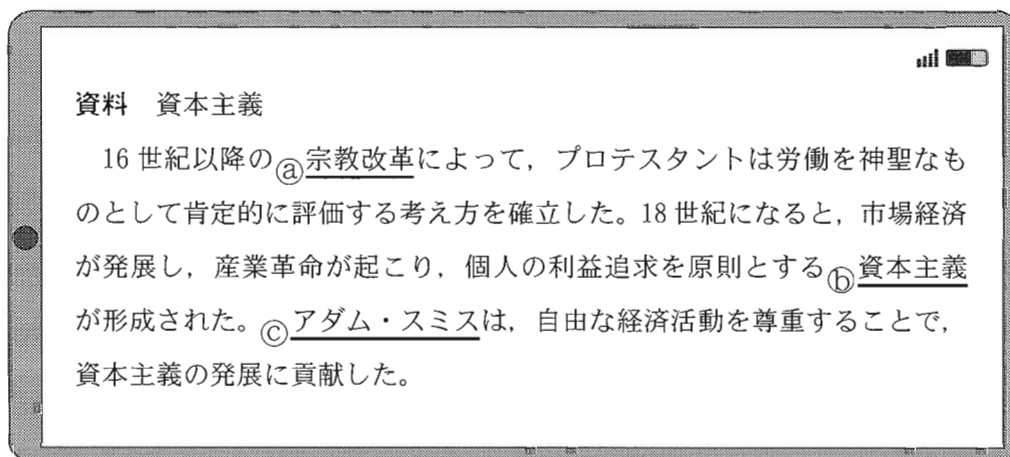 資料 資本主義
16世紀以降のⓐ宗教改革によって，プロテスタントは労働を神聖なも
のとして肯定的に評価する考え方を確立した。18世紀になると，市場経済
が発展し，産業革命が起こり，個人の利益追求を原則とするⓑ資本主義
が形成された。ⓒアダム・スミスは，自由な経済活動を尊重することで，
資本主義の発展に貢献した。